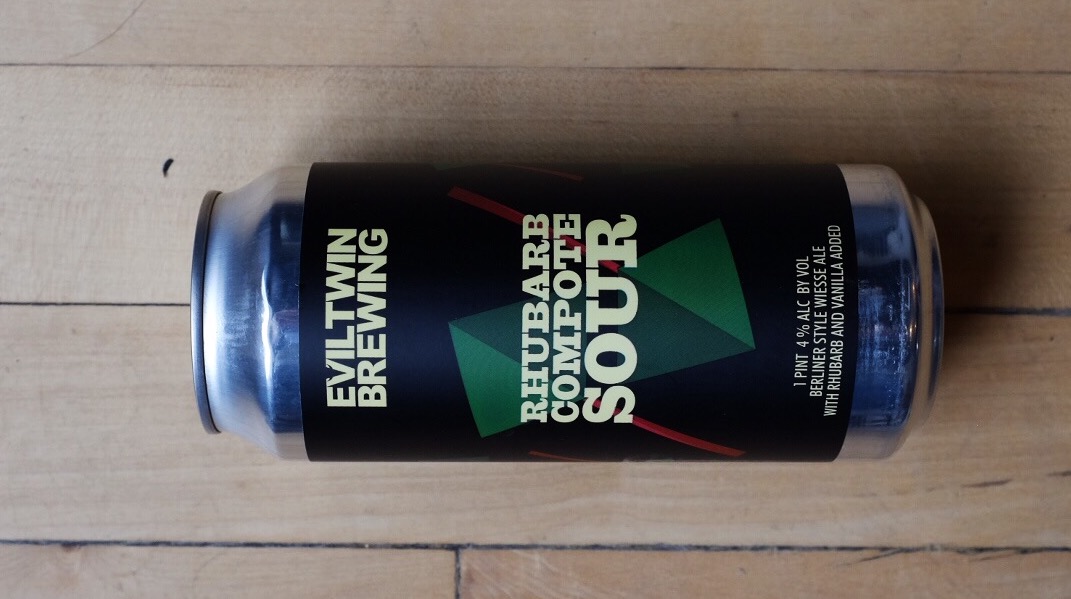 EVILTWIN
BREWING
RHUBARB
COMPOTE
SOUR
1 PINT 4 % ALC BY VOL
BERLINER STYLE WIESSE ALE
WITH RHUBARB AND VANILLA ADDED